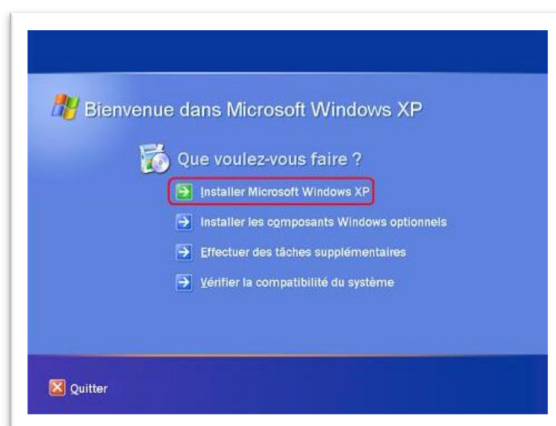 Bienvenue dans Microsoft Windows XP
Que voulez-vous faire ?
Installer Microsoft Windows XP
Installer les composants Windows optionnels
Effectuer des tâches supplémentaires
Vérifier la compatibilité du système
Quitter